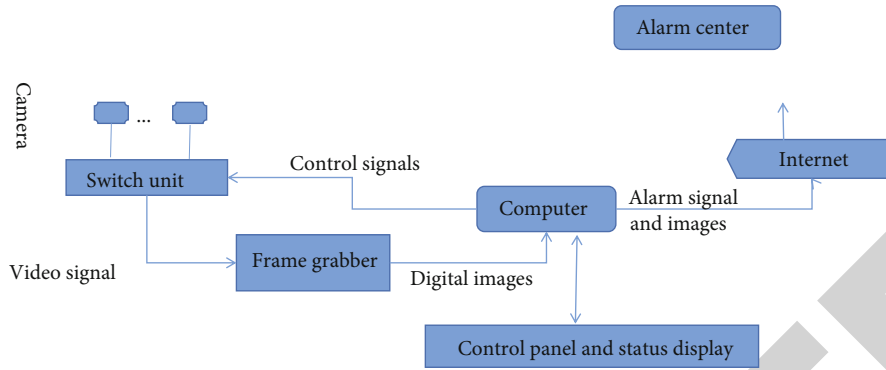 Alarm center
Camera
...
Control signals
Internet
Switch unit
Computer
Alarm signal
and images
Video signal
Frame grabber
Digital images
Control panel and status display